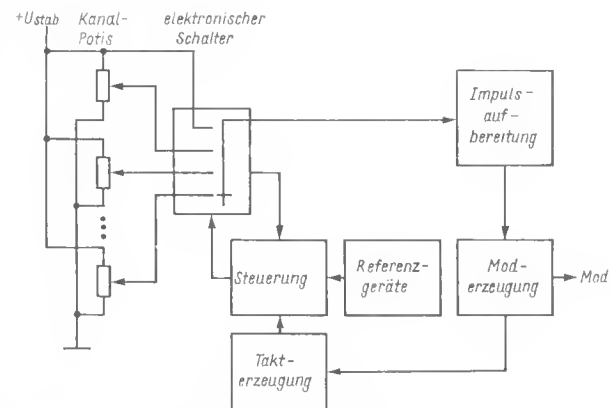 +Ustab
Kanal-
Potis
elektronischer
Schalter
Impuls-
auf-
bereitung
Steuerung
Referenz-
geräte
Mod-
erzeugung
Mod
Takt-
erzeugung